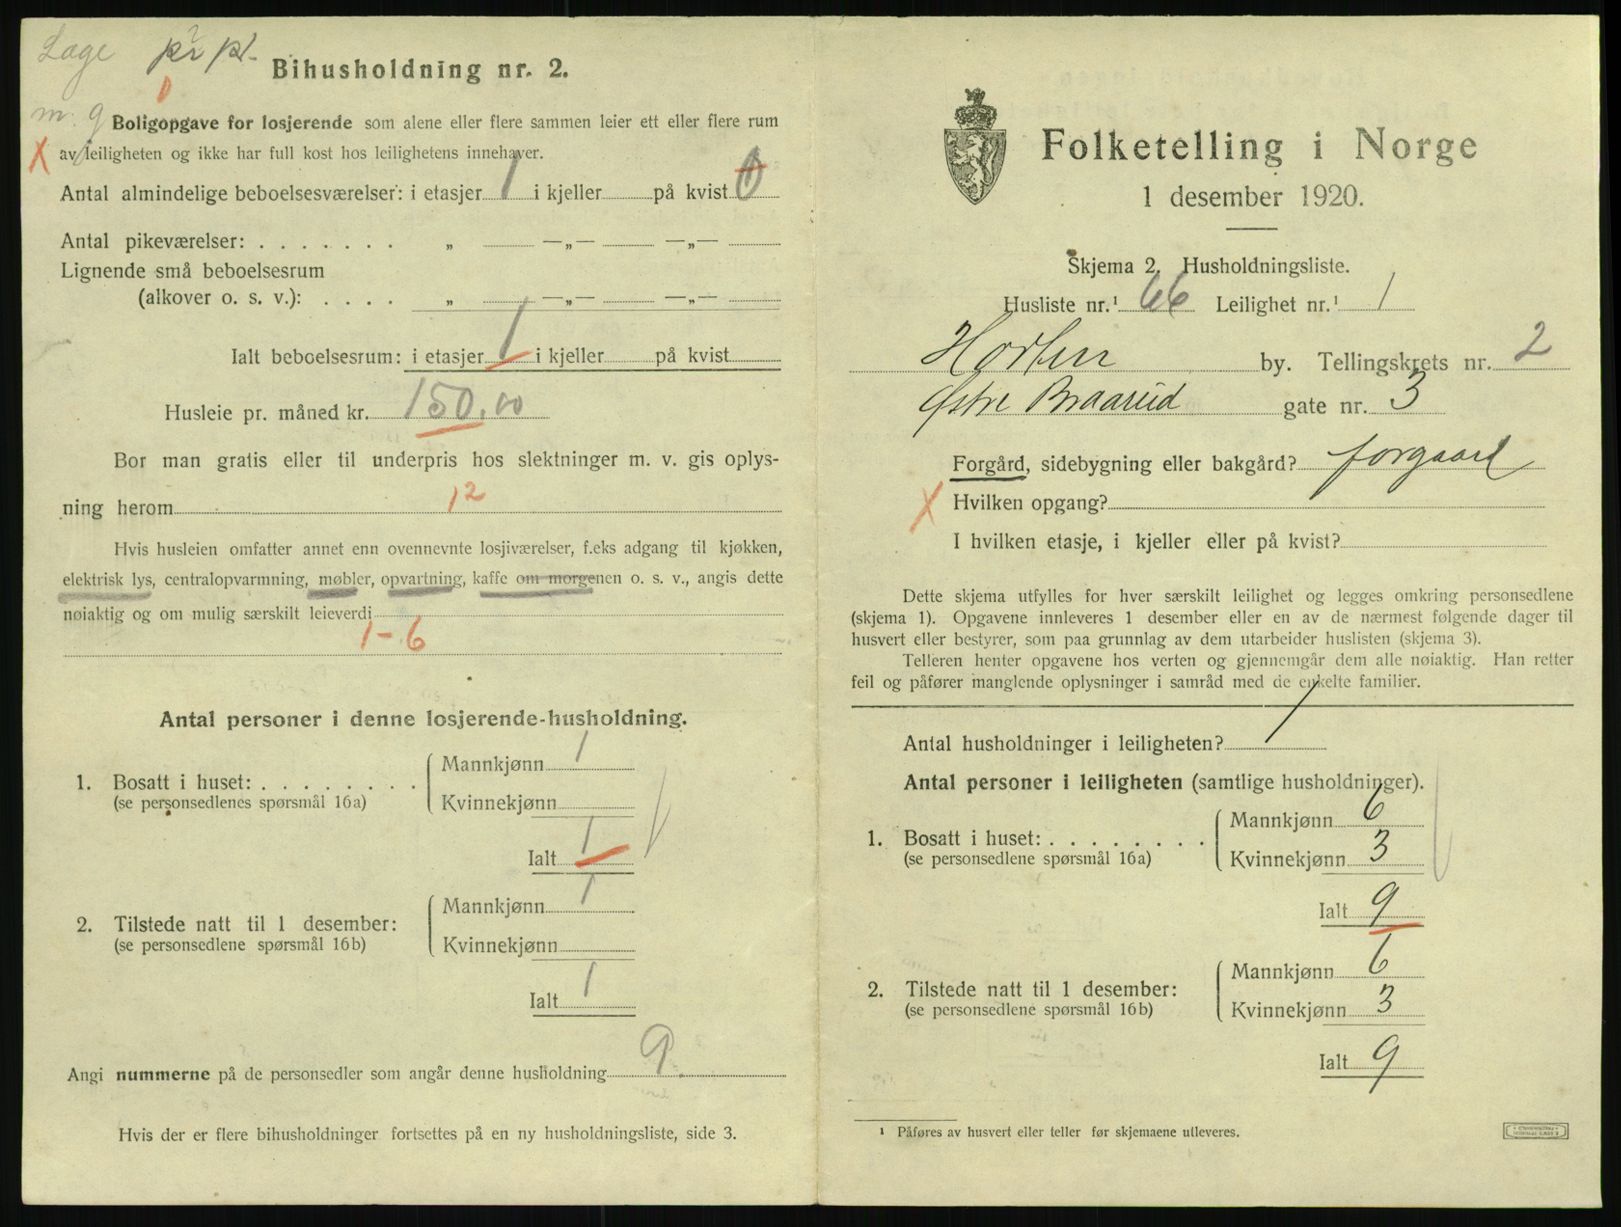 Læge
Bihusholdning nr. 2.
m. g
Boligopgave for losjerende som alene eller flere sammen leier ett eller flere rum
X av leiligheten og ikke har full kost hos leilighetens innehaver.
Antal almindelige beboelsesværelser: i etasjer 1 i kjeller på kvist 0
Antal pikeværelser: . . . . . . . „ —„— —„—
Lignende små beboelsesrum
(alkover o. s. v.): . . . . „ —„— —„—
Ialt beboelsesrum: i etasjer 1 i kjeller på kvist
Husleie pr. måned kr. 150.00
Bor man gratis eller til underpris hos slektninger m. v. gis oplys-
ning herom 12
Hvis husleien omfatter annet enn ovennevnte losjiværelser, f.eks adgang til kjøkken,
elektrisk lys, centralopvarmning, møbler, opvartning, kaffe om morgenen o. s. v., angis dette
nøiaktig og om mulig særskilt leieverdi
1-6
Antal personer i denne losjerende-husholdning.
1. Bosatt i huset: . . . . . . . .
(se personsedlenes spørsmål 16a)
Mannkjønn 1
Kvinnekjønn
Ialt 1
2. Tilstede natt til 1 desember:
(se personsedlene spørsmål 16b)
Mannkjønn 1
Kvinnekjønn
Ialt 1
Angi nummerne på de personsedler som angår denne husholdning 9.
Hvis der er flere bihusholdninger fortsettes på en ny husholdningsliste, side 3.
Folketelling i Norge
1 desember 1920.
Skjema 2. Husholdningsliste.
Husliste nr.¹ 66 Leilighet nr.¹ 1
Horten by. Tellingskrets nr. 2
Østre Braarud gate nr. 3
Forgård, sidebygning eller bakgård? forgaard
X Hvilken opgang?
I hvilken etasje, i kjeller eller på kvist?
Dette skjema utfylles for hver særskilt leilighet og legges omkring personsedlene
(skjema 1). Opgavene innleveres 1 desember eller en av de nærmest følgende dager til
husvert eller bestyrer, som paa grunnlag av dem utarbeider huslisten (skjema 3).
Telleren henter opgavene hos verten og gjennemgår dem alle nøiaktig. Han retter
feil og påfører manglende oplysninger i samråd med de enkelte familier.
Antal husholdninger i leiligheten? 1
Antal personer i leiligheten (samtlige husholdninger).
1. Bosatt i huset: . . . . . . . .
(se personsedlene spørsmål 16a)
Mannkjønn 6
Kvinnekjønn 3
Ialt 9
2. Tilstede natt til 1 desember:
(se personsedlene spørsmål 16b)
Mannkjønn 6
Kvinnekjønn 3
Ialt 9
¹ Påføres av husvert eller teller før skjemaene utleveres.